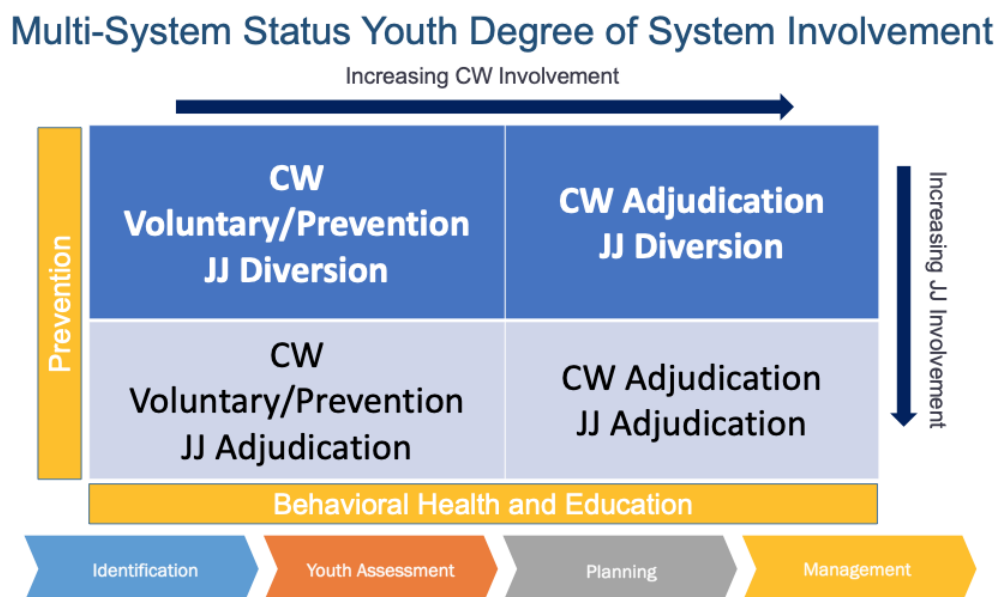 Multi-System Status Youth Degree of System Involvement
Increasing CW Involvement
Prevention
CW
Voluntary/Prevention
JJ Diversion
CW Adjudication
JJ Diversion
Increasing JJ Involvement
CW
Voluntary/Prevention
JJ Adjudication
CW Adjudication
JJ Adjudication
Behavioral Health and Education
Identification
Youth Assessment
Planning
Management